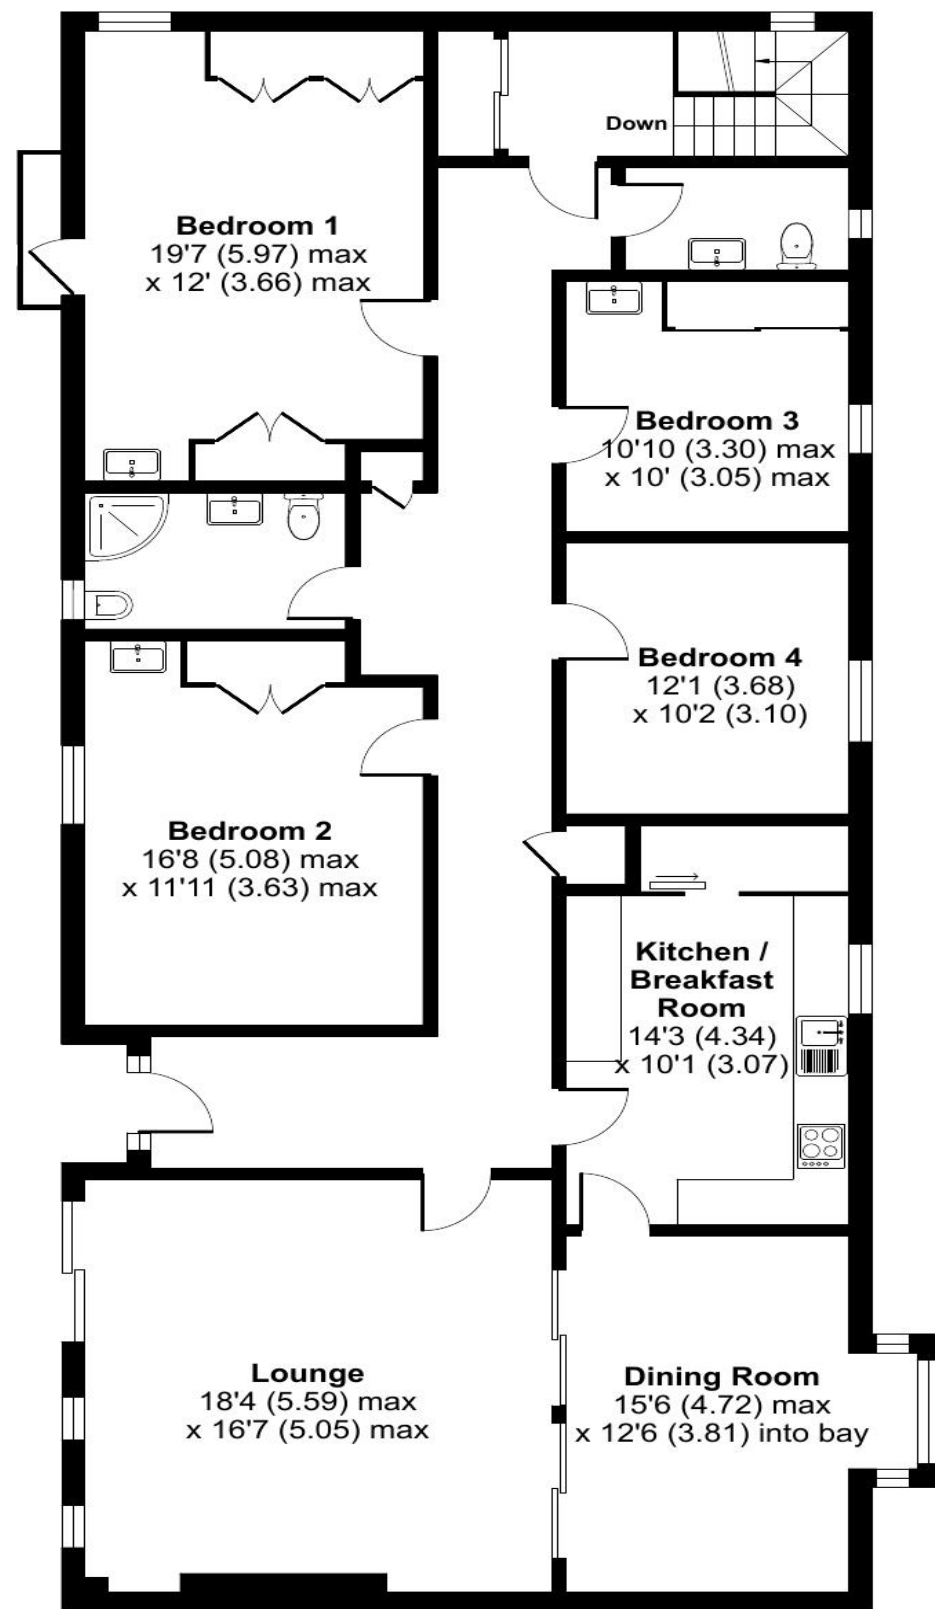 Down
Bedroom 1
19'7 (5.97) max
x 12' (3.66) max
Bedroom 3
10'10 (3.30) max
x 10' (3.05) max
Bedroom 4
12'1 (3.68)
x 10'2 (3.10)
Bedroom 2
16'8 (5.08) max
x 11'11 (3.63) max
Kitchen /
Breakfast
Room
14'3 (4.34)
x 10'1 (3.07)
Lounge
18'4 (5.59) max
x 16'7 (5.05) max
Dining Room
15'6 (4.72) max
x 12'6 (3.81) into bay